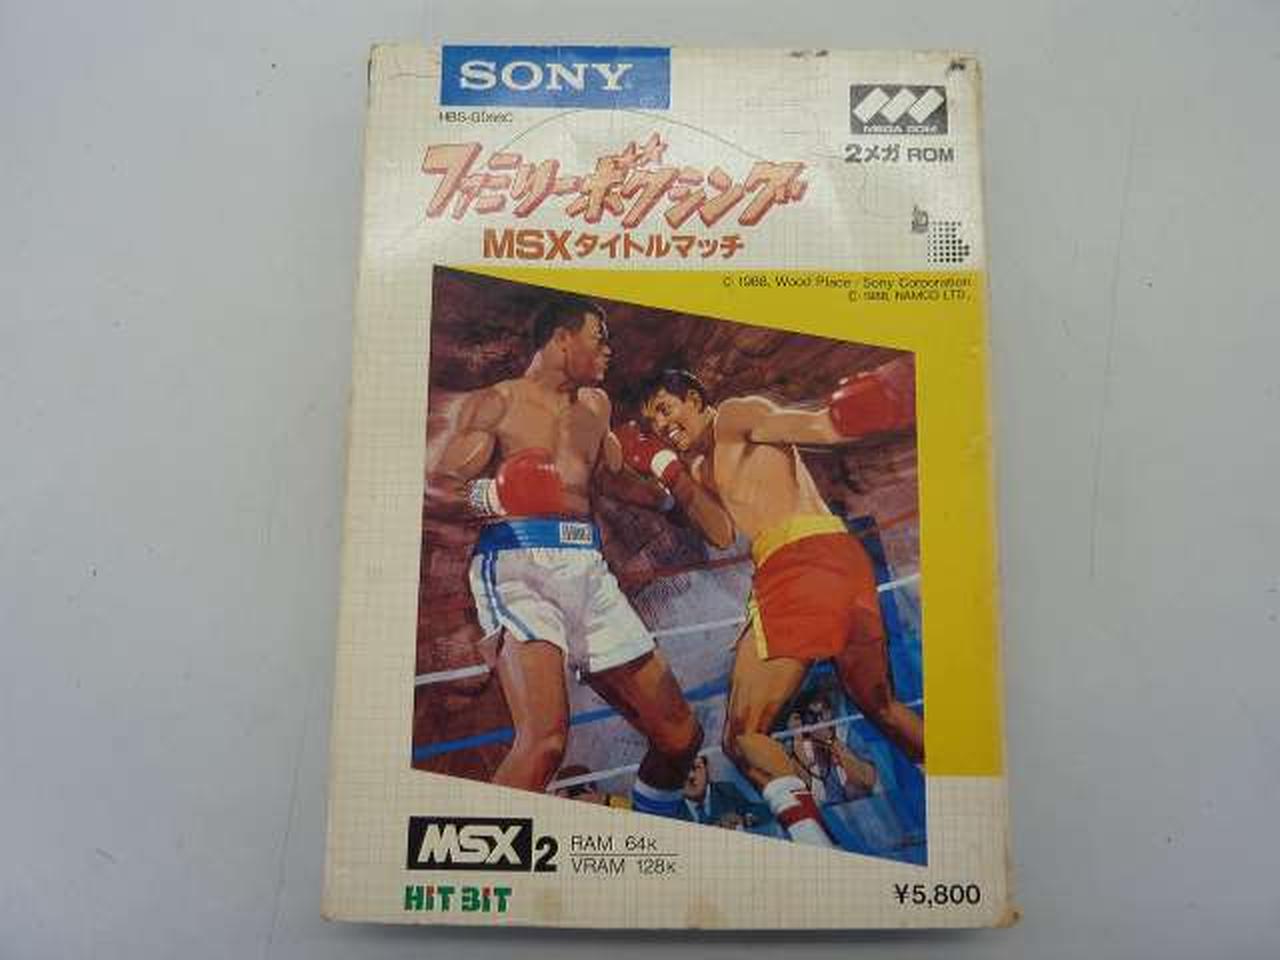 SONY
MEGA ROM
2メガ ROM
ファミリーボクシング
MSXタイトルマッチ
© 1988, Wood Place / Sony Corporation
© 1988, NAMCO LTD.,
MSX 2
RAM 64K
VRAM 128K
HiT BiT
¥5,800